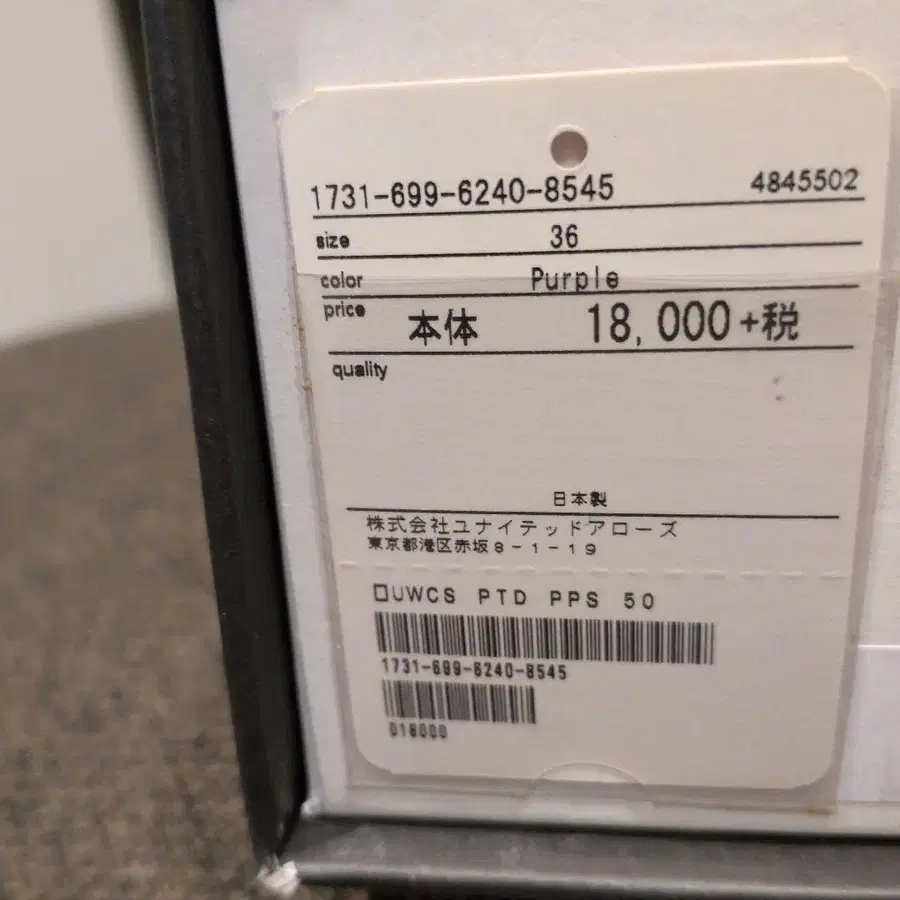 1731-699-6240-8545 4845502
size 36
color Purple
price 本体 18,000+税
quality
日本製
株式会社ユナイテッドアローズ
東京都港区赤坂8-1-19
□UWCS PTD PPS 50
1731-699-6240-8545
018000